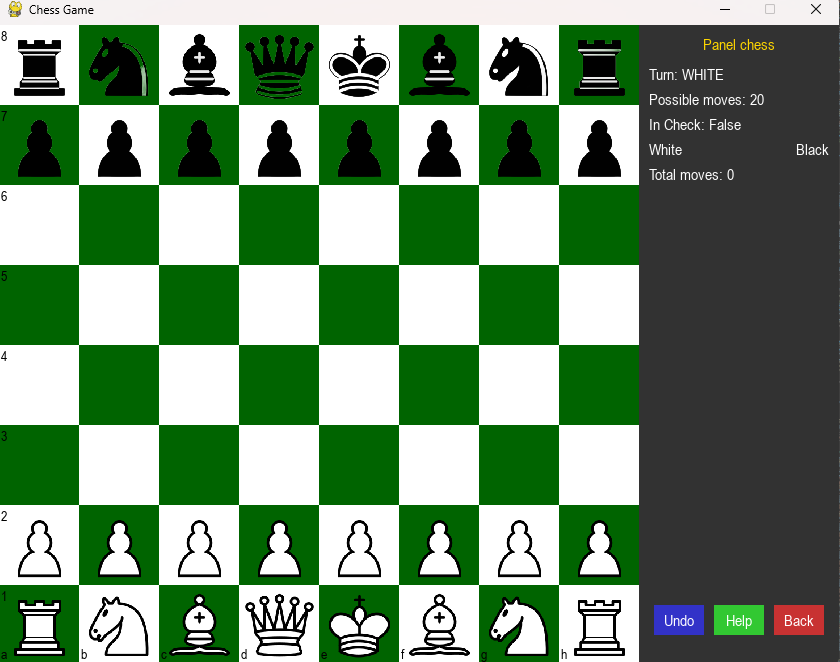 Chess Game
8
7
6
5
4
3
2
1
a b c d e f g h
Panel chess
Turn: WHITE
Possible moves: 20
In Check: False
White Black
Total moves: 0
Undo Help Back